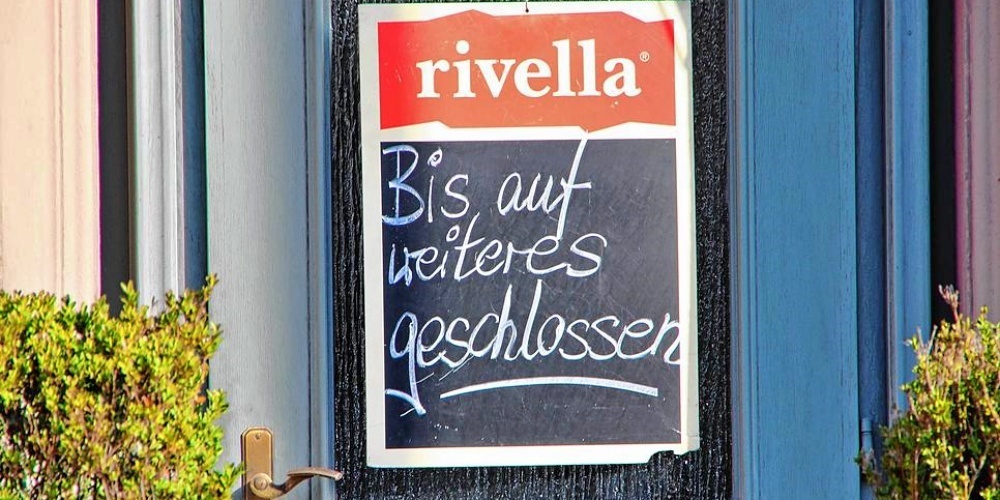 rivella®
Bis auf
weiteres
geschlossen